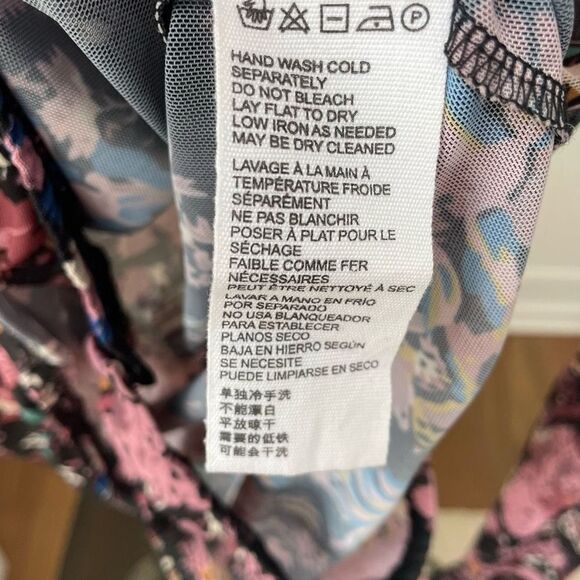 HAND WASH COLD
SEPARATELY
DO NOT BLEACH
LAY FLAT TO DRY
LOW IRON AS NEEDED
MAY BE DRY CLEANED
LAVAGE À LA MAIN À
TEMPÉRATURE FROIDE
SÉPARÉMENT
NE PAS BLANCHIR
POSER À PLAT POUR LE
SÉCHAGE
FAIBLE COMME FER
NÉCESSAIRES
PEUT ÊTRE NETTOYÉ À SEC
LAVAR A MANO EN FRÍO
POR SEPARADO
NO USA BLANQUEADOR
PARA ESTABLECER
PLANOS SECO
BAJA EN HIERRO SEGÚN
SE NECESITE
PUEDE LIMPIARSE EN SECO
单独冷手洗
不能漂白
平放晾干
需要的低铁
可能会干洗